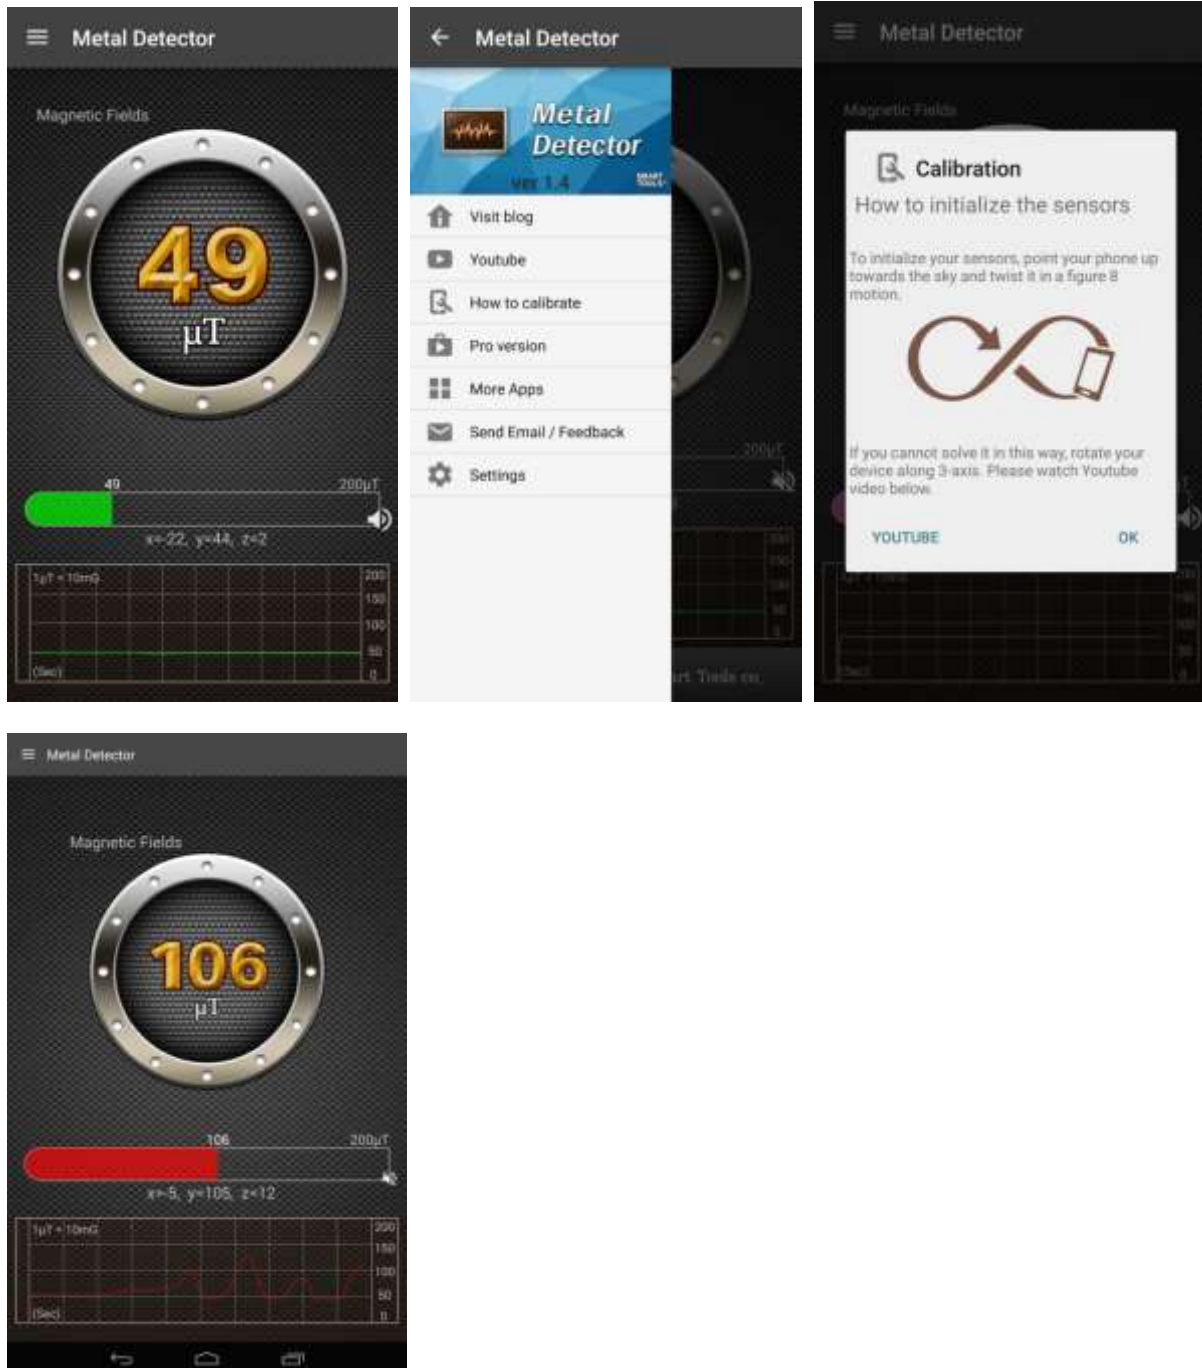 Metal Detector
Magnetic Fields
49
μT
49
200μT
x=-22, y=44, z=2
1μT = 10mG
200
150
100
50
0
(Sec)
Metal Detector
Metal
Detector
ver 1.4
SMART
TOOLS
Visit blog
Youtube
How to calibrate
Pro version
More Apps
Send Email / Feedback
Settings
200μT
Tools co.
Metal Detector
Magnetic Fields
Calibration
How to initialize the sensors
To initialize your sensors, point your phone up
towards the sky and twist it in a figure 8
motion.
If you cannot solve it in this way, rotate your
device along 3-axis. Please watch Youtube
video below.
YOUTUBE
OK
Metal Detector
Magnetic Fields
106
μT
106
200μT
x=-5, y=105, z=12
1μT = 10mG
200
150
100
50
0
(Sec)